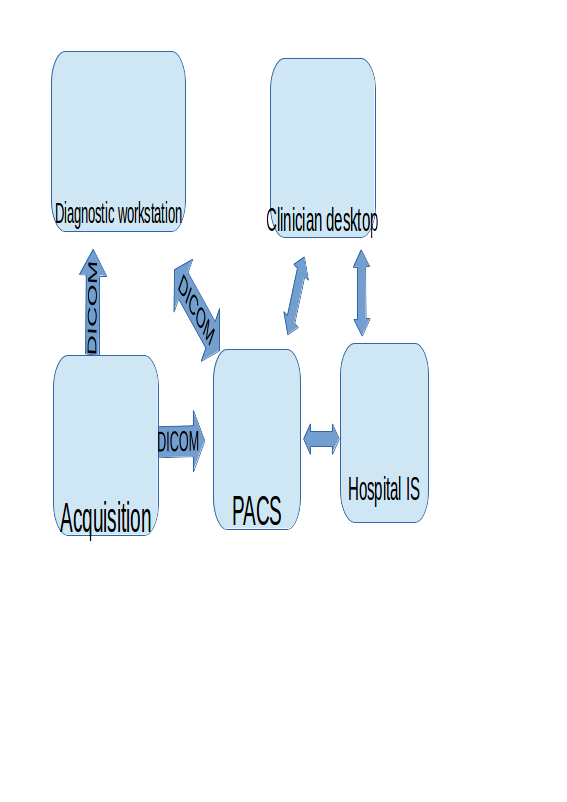 Diagnostic workstation
Clinician desktop
DICOM
DICOM
DICOM
Acquisition
PACS
Hospital IS